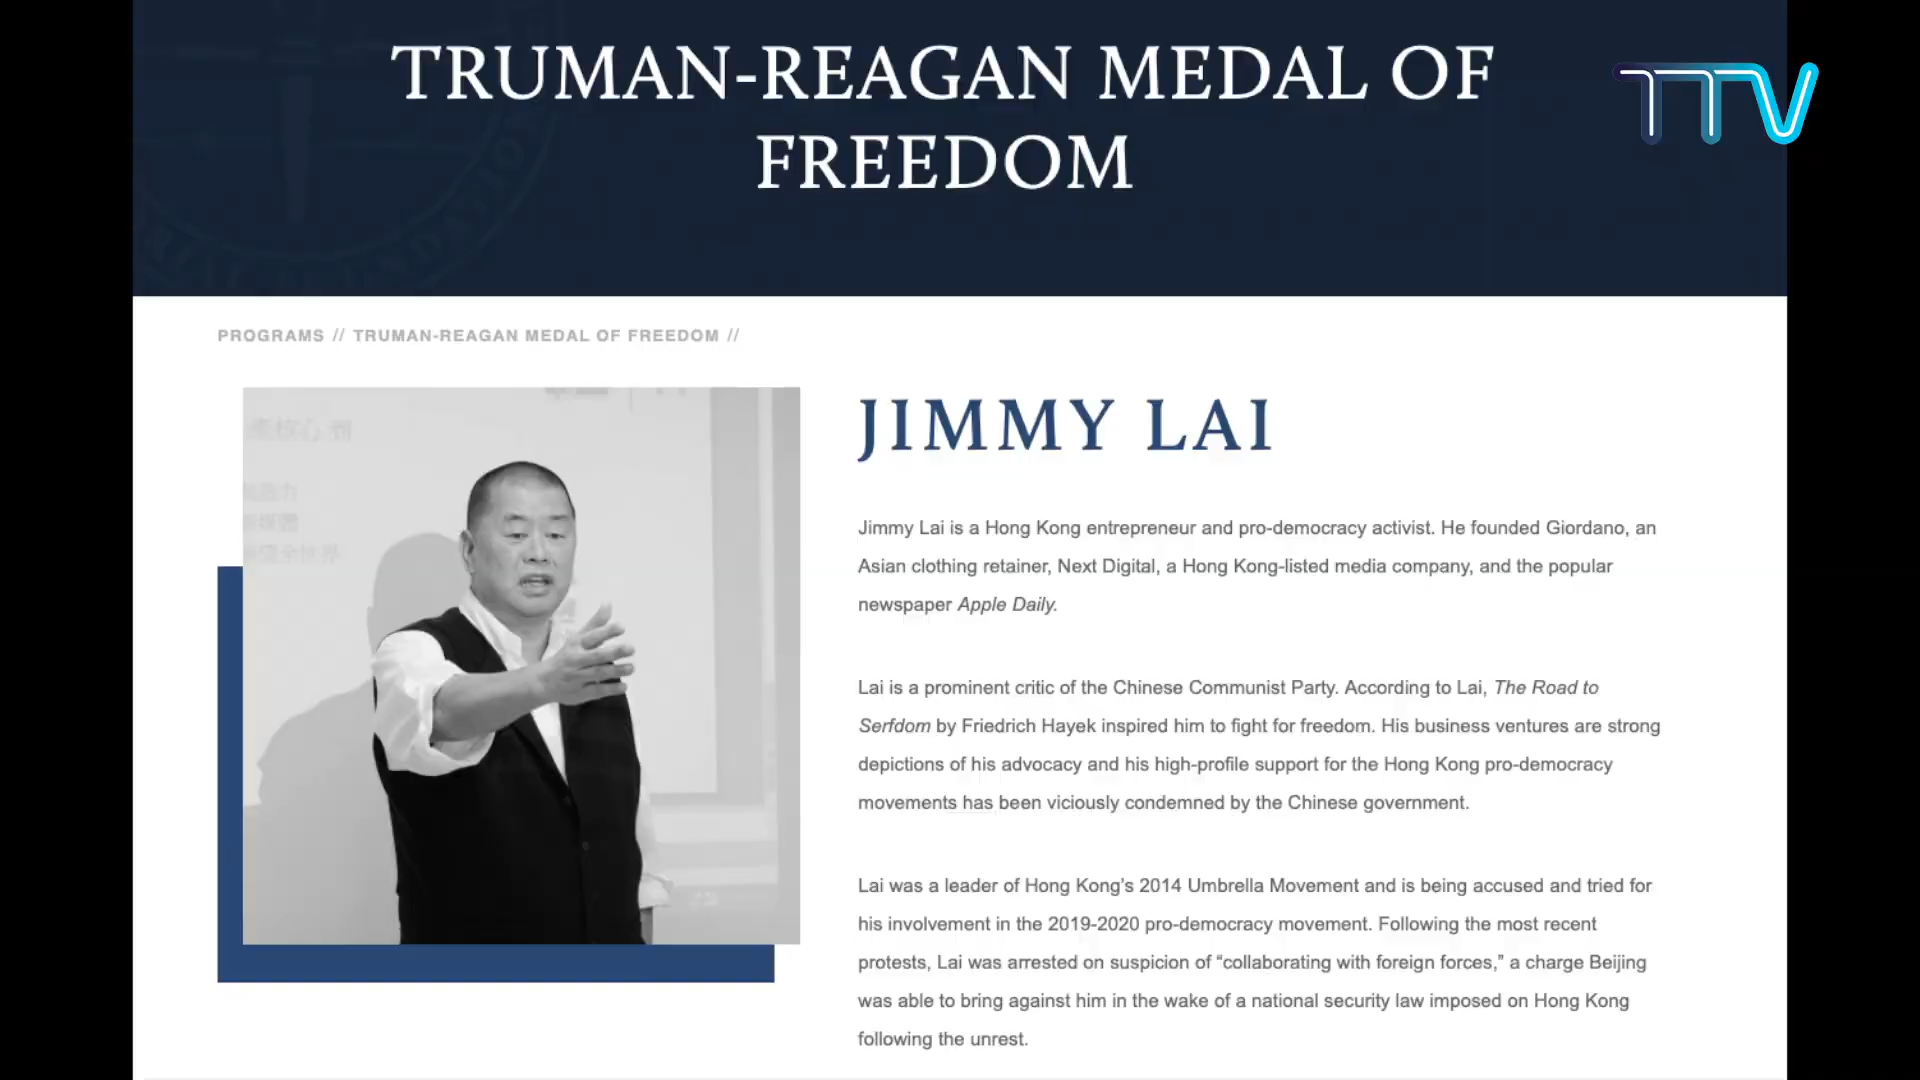 TRUMAN-REAGAN MEDAL OF
FREEDOM
TTV
PROGRAMS // TRUMAN-REAGAN MEDAL OF FREEDOM //
JIMMY LAI
Jimmy Lai is a Hong Kong entrepreneur and pro-democracy activist. He founded Giordano, an
Asian clothing retainer, Next Digital, a Hong Kong-listed media company, and the popular
newspaper Apple Daily.
Lai is a prominent critic of the Chinese Communist Party. According to Lai, The Road to
Serfdom by Friedrich Hayek inspired him to fight for freedom. His business ventures are strong
depictions of his advocacy and his high-profile support for the Hong Kong pro-democracy
movements has been viciously condemned by the Chinese government.
Lai was a leader of Hong Kong’s 2014 Umbrella Movement and is being accused and tried for
his involvement in the 2019-2020 pro-democracy movement. Following the most recent
protests, Lai was arrested on suspicion of “collaborating with foreign forces,” a charge Beijing
was able to bring against him in the wake of a national security law imposed on Hong Kong
following the unrest.